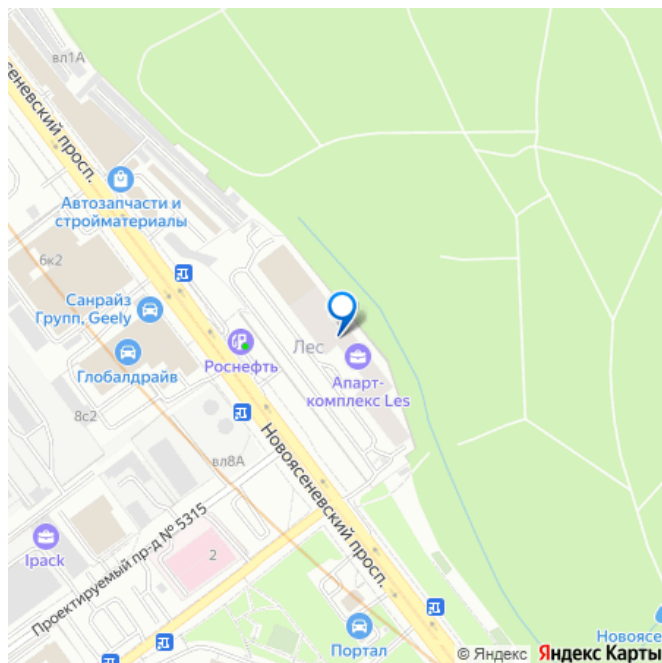 вл1А
сеневский просп.
Автозапчасти и
стройматериалы
6к2
Санрайз
Групп, Geely
Глобалдрайв
Роснефть
Лес
Апарт-
комплекс Les
8с2
вл8А
Новоясеневский просп.
Проектируемый пр-д № 5315
Ipack
2
Портал
Новоясе
© Яндекс Яндекс Карты